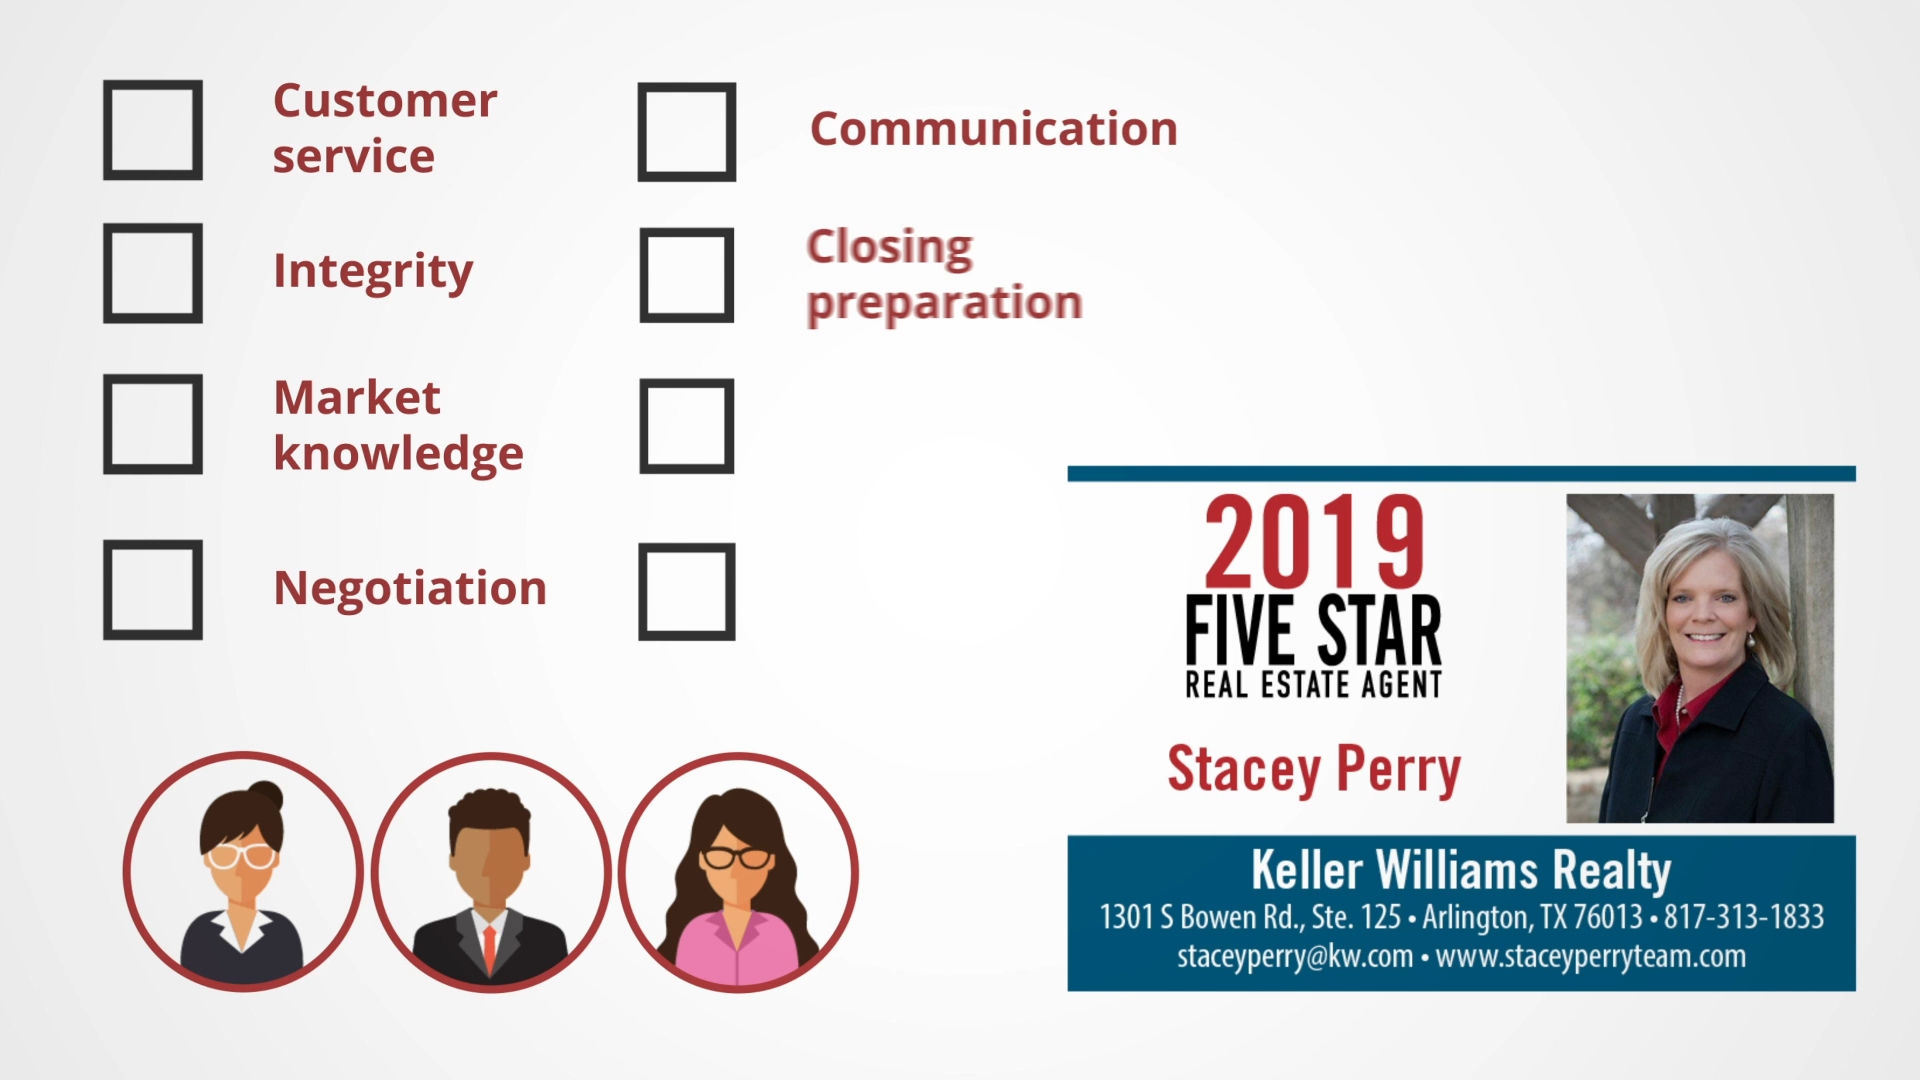 Customer
service
Integrity
Market
knowledge
Negotiation
Communication
Closing
preparation
2019
FIVE STAR
REAL ESTATE AGENT
Stacey Perry
Keller Williams Realty
1301 S Bowen Rd., Ste. 125 • Arlington, TX 76013 • 817-313-1833
staceyperry@kw.com • www.staceyperryteam.com